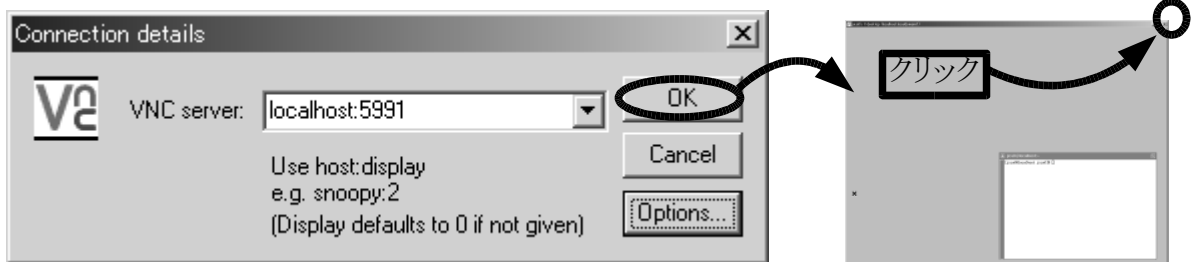 Connection details
VNC
VNC server:
localhost:5991
OK
Cancel
Options...
Use host:display
e.g. snoopy:2
(Display defaults to 0 if not given)
クリック